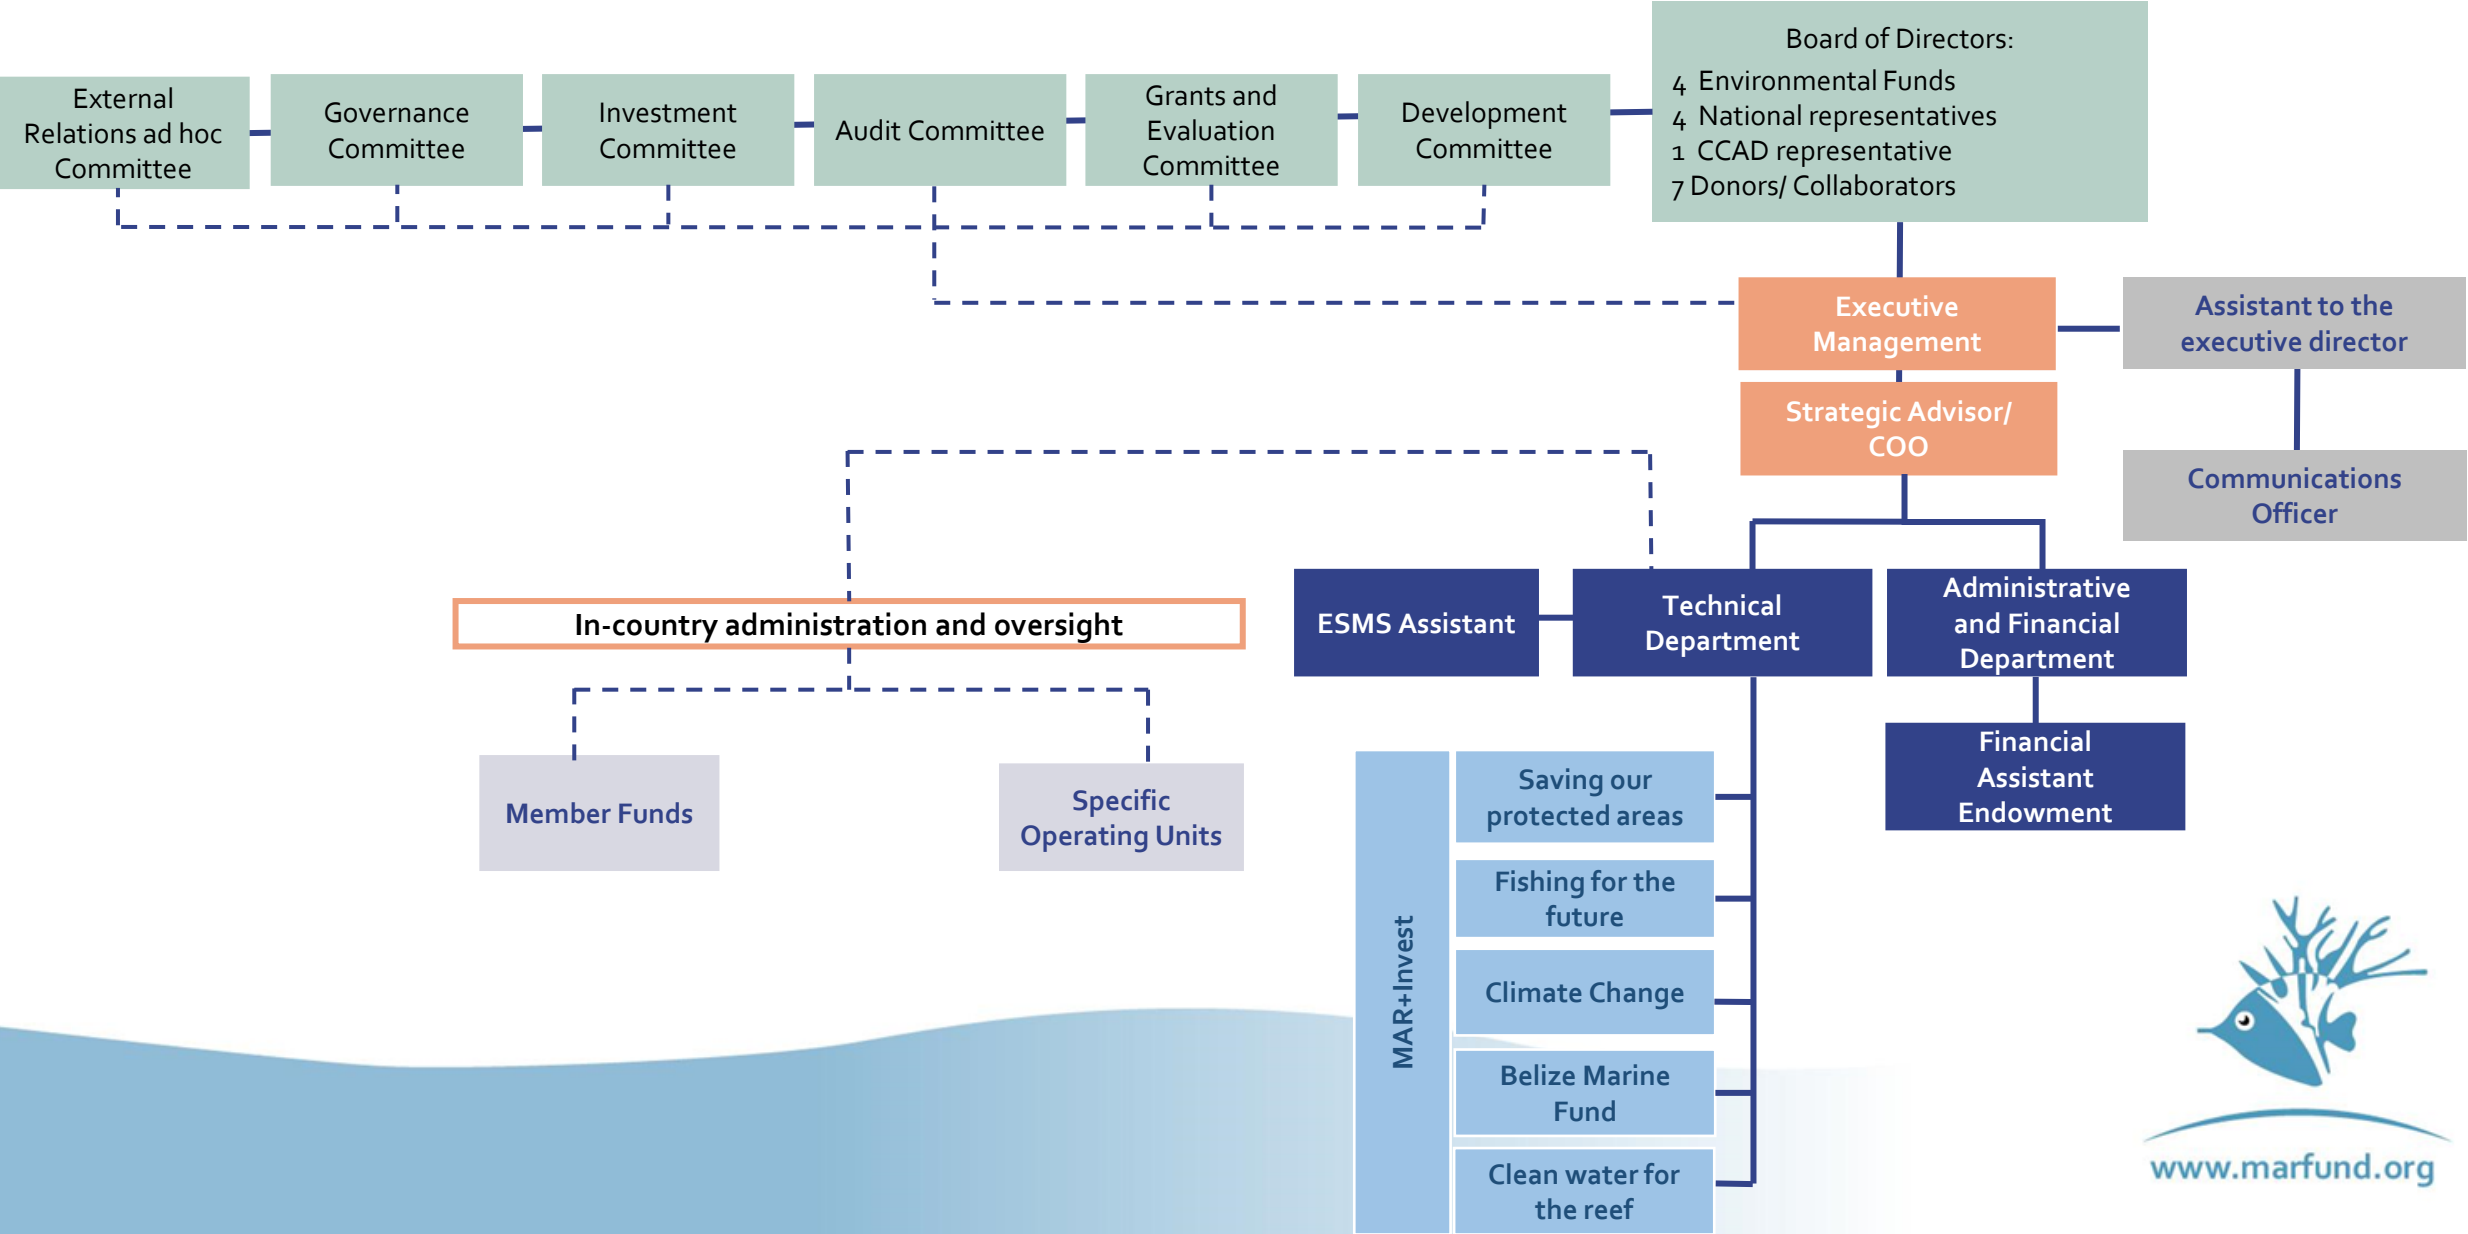 Board of Directors:
4 Environmental Funds
4 National representatives
1 CCAD representative
7 Donors/ Collaborators
External
Relations ad hoc
Committee
Governance
Committee
Investment
Committee
Audit Committee
Grants and
Evaluation
Committee
Development
Committee
Executive
Management
Assistant to the
executive director
Strategic Advisor/
COO
Communications
Officer
In-country administration and oversight
ESMS Assistant
Technical
Department
Administrative
and Financial
Department
Member Funds
Specific
Operating Units
Financial
Assistant
Endowment
MAR+Invest
Saving our
protected areas
Fishing for the
future
Climate Change
Belize Marine
Fund
Clean water for
the reef
www.marfund.org